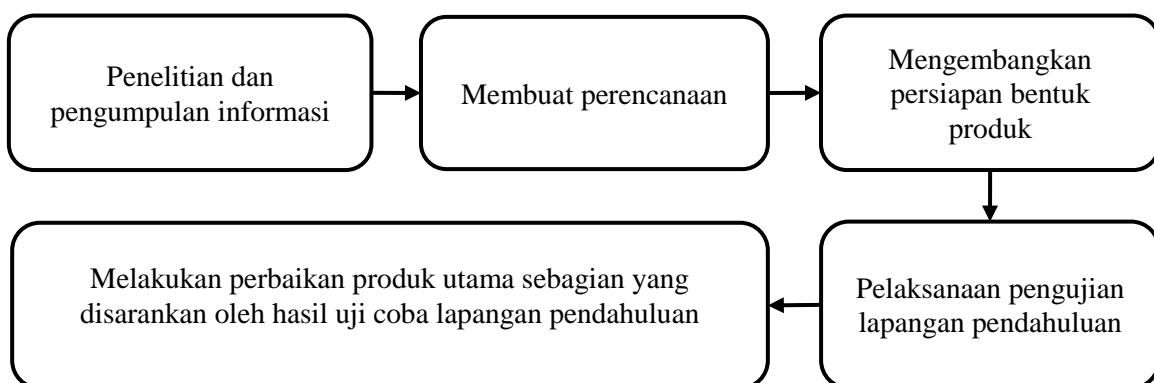 Penelitian dan
pengumpulan informasi
Membuat perencanaan
Mengembangkan
persiapan bentuk
produk
Pelaksanaan pengujian
lapangan pendahuluan
Melakukan perbaikan produk utama sebagian yang
disarankan oleh hasil uji coba lapangan pendahuluan